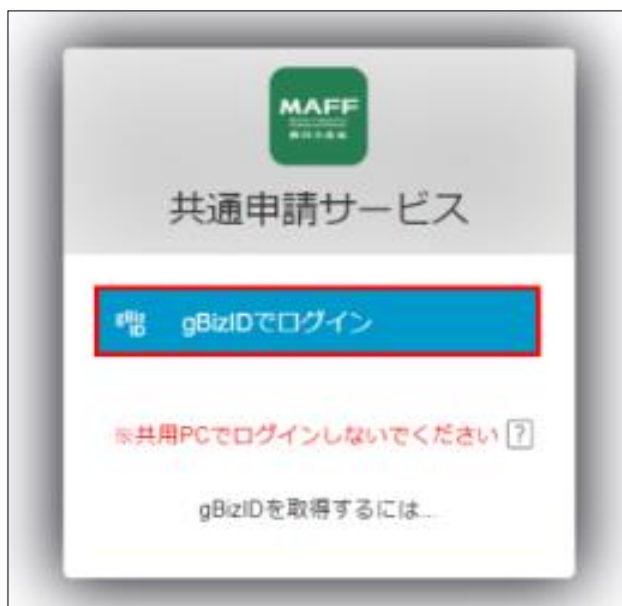 MAFF
共通申請サービス
gBiz
ID
gBizIDでログイン
※共用PCでログインしないでください ?
gBizIDを取得するには...